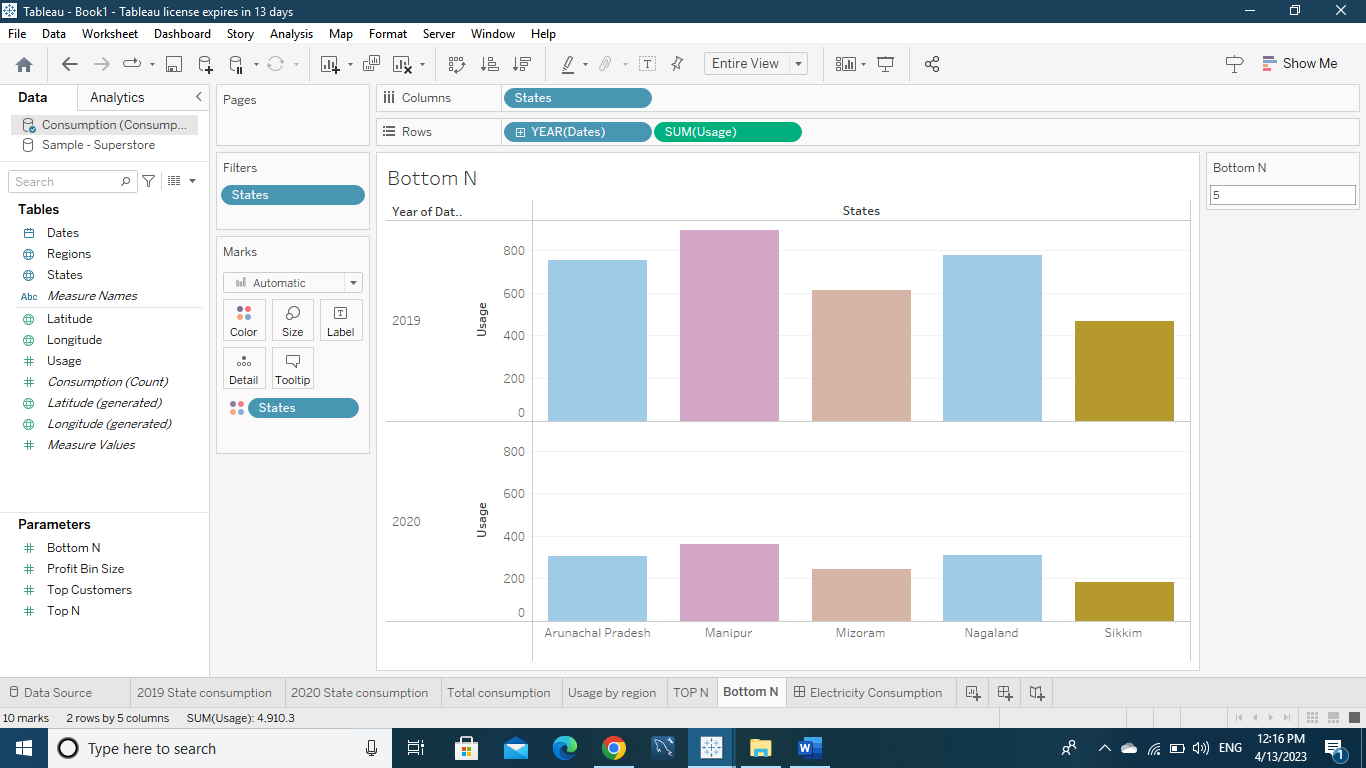 Tableau - Book1 - Tableau license expires in 13 days
File Data Worksheet Dashboard Story Analysis Map Format Server Window Help
Entire View
Show Me
Data Analytics
Consumption (Consump...
Sample - Superstore
Search
Tables
Dates
Regions
States
Abc Measure Names
Latitude
Longitude
Usage
Consumption (Count)
Latitude (generated)
Longitude (generated)
Measure Values
Parameters
Bottom N
Profit Bin Size
Top Customers
Top N
Pages
Filters
States
Marks
Automatic
Color Size Label
Detail Tooltip
States
Columns States
Rows YEAR(Dates) SUM(Usage)
Bottom N
Year of Dat.. States
2019
Usage
800
600
400
200
0
2020
Usage
800
600
400
200
0
Arunachal Pradesh Manipur Mizoram Nagaland Sikkim
Bottom N
5
Data Source 2019 State consumption 2020 State consumption Total consumption Usage by region TOP N Bottom N Electricity Consumption
10 marks 2 rows by 5 columns SUM(Usage): 4,910.3
Type here to search
ENG
12:16 PM
4/13/2023
1